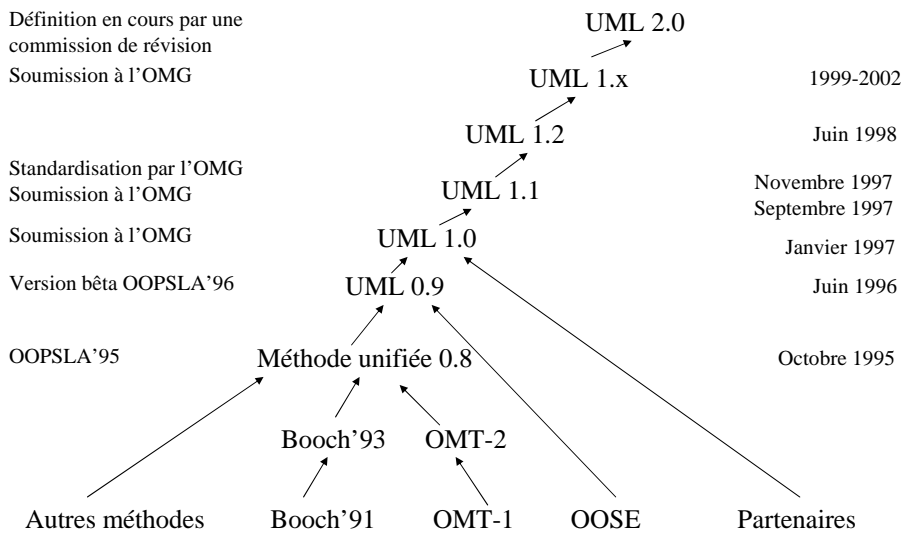 Définition en cours par une
commission de révision
UML 2.0
Soumission à l'OMG
UML 1.x
1999-2002
UML 1.2
Juin 1998
Standardisation par l'OMG
Soumission à l'OMG
UML 1.1
Novembre 1997
Septembre 1997
Soumission à l'OMG
UML 1.0
Janvier 1997
Version bêta OOPSLA'96
UML 0.9
Juin 1996
OOPSLA'95
Méthode unifiée 0.8
Octobre 1995
Booch'93
OMT-2
Autres méthodes
Booch'91
OMT-1
OOSE
Partenaires